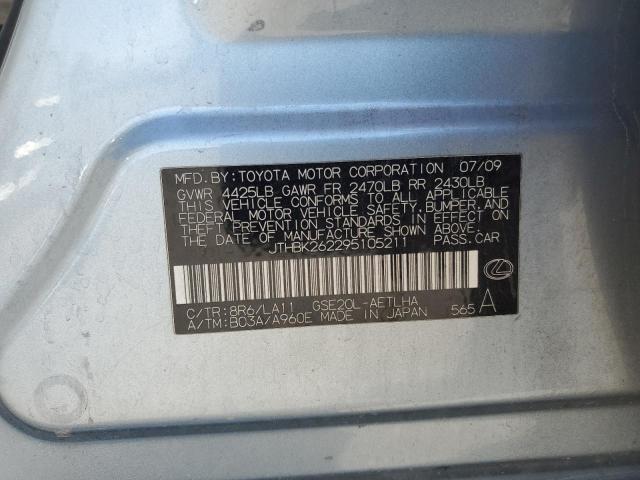 MFD.BY:TOYOTA MOTOR CORPORATION 07/09
GVWR 4425LB GAWR FR 2470LB RR 2430LB
THIS VEHICLE CONFORMS TO ALL APPLICABLE
FEDERAL MOTOR VEHICLE SAFETY,BUMPER,AND
THEFT PREVENTION STANDARDS IN EFFECT ON
THE DATE OF MANUFACTURE SHOWN ABOVE.
JTHBK262295105211 PASS.CAR
C/TR:8R6/LA11 GSE20L-AETLHA
A/TM:B03A/A960E MADE IN JAPAN 565 A